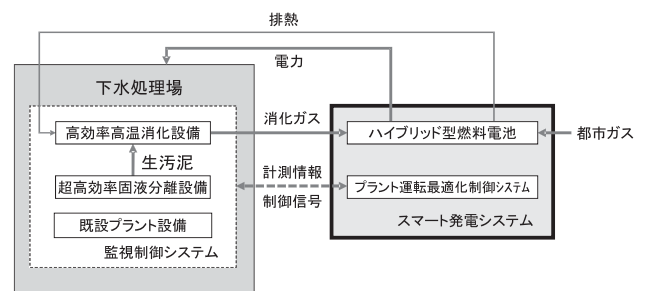 排熱
電力
下水処理場
高効率高温消化設備
消化ガス
ハイブリッド型燃料電池
都市ガス
生汚泥
計測情報
超高効率固液分離設備
プラント運転最適化制御システム
制御信号
既設プラント設備
スマート発電システム
監視制御システム